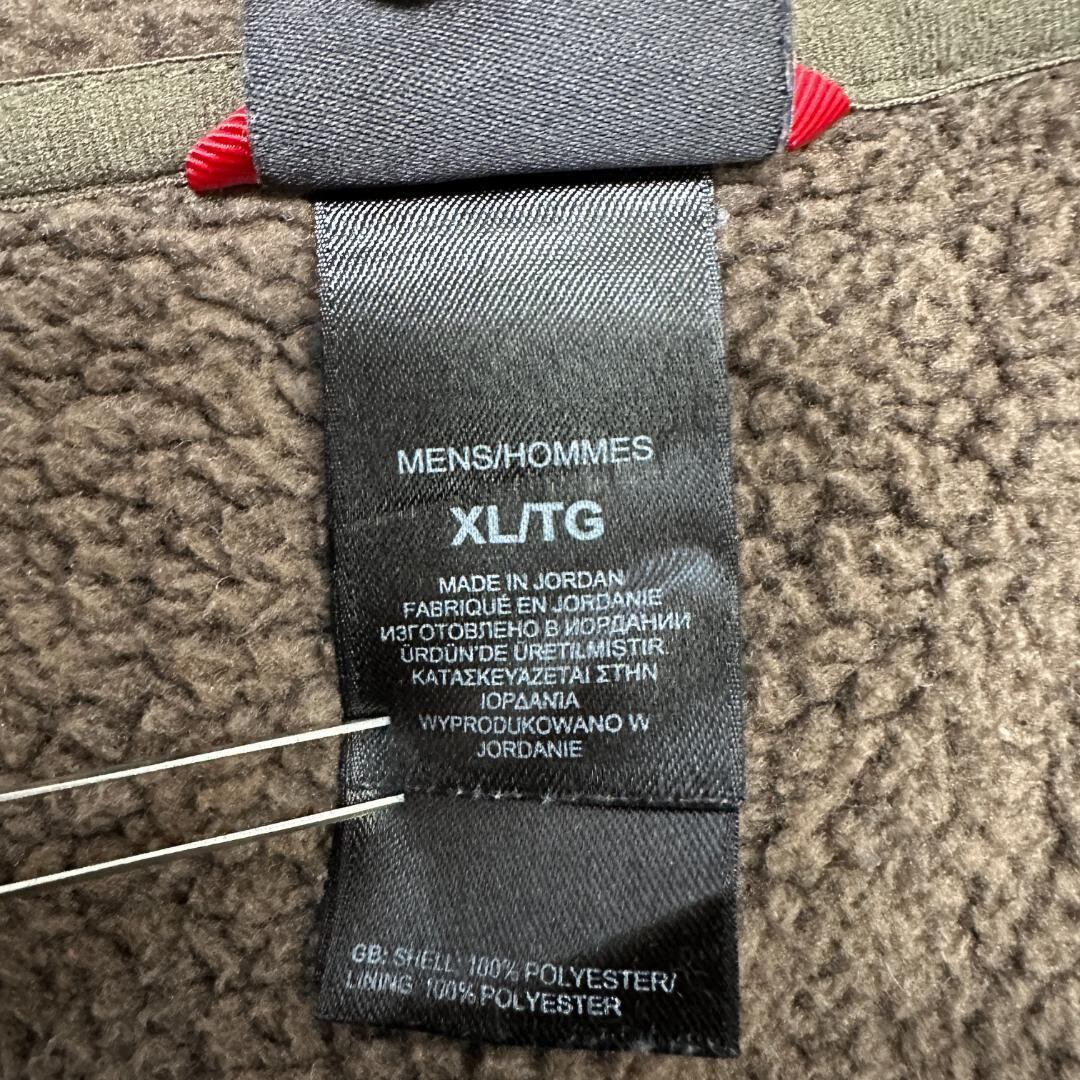 MENS/HOMMES
XL/TG
MADE IN JORDAN
FABRIQUÉ EN JORDANIE
ИЗГОТОВЛЕНО В ИОРДАНИИ
ÜRDÜN'DE ÜRETILMISTIR
ΚΑΤΑΣΚΕΥΑΖΕΤΑΙ ΣΤΗΝ
ΙΟΡΔΑΝΙΑ
WYPRODUKOWANO W
JORDANIE
GB: SHELL: 100% POLYESTER/
LINING 100% POLYESTER